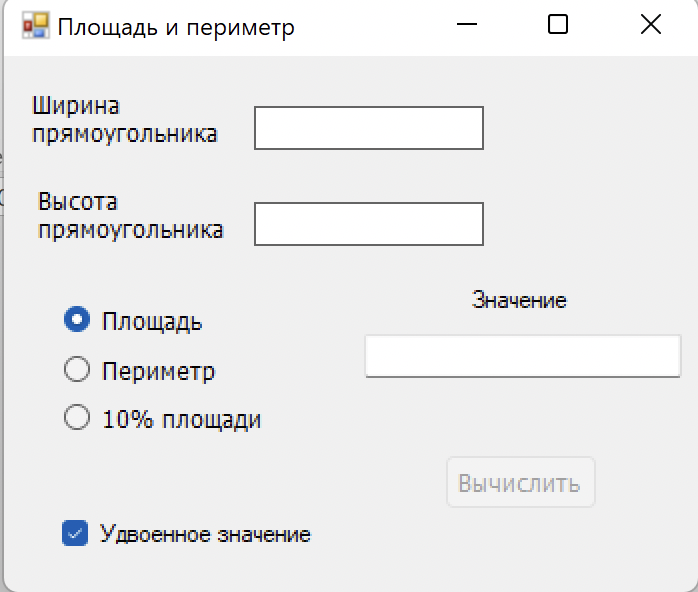 Площадь и периметр
Ширина
прямоугольника
Высота
прямоугольника
Значение
Площадь
Периметр
10% площади
Вычислить
Удвоенное значение